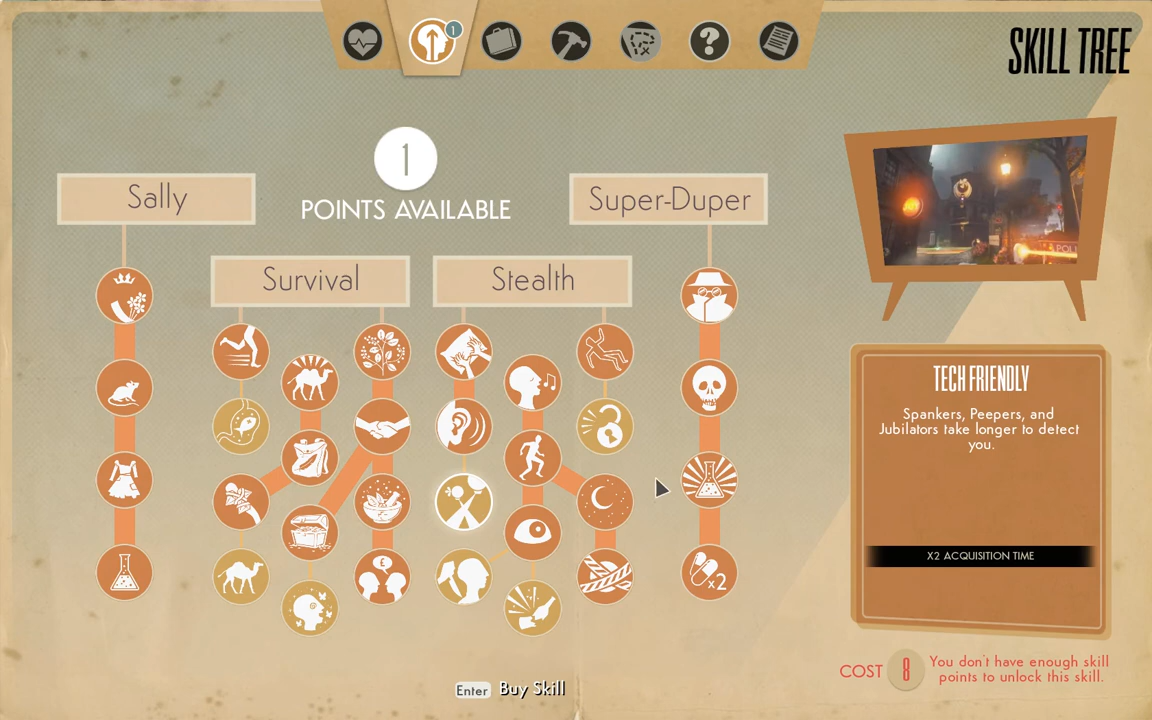 1
SKILL TREE
1
POINTS AVAILABLE
Sally
Super-Duper
Survival
Stealth
£
x2
TECH FRIENDLY
Spankers, Peepers, and
Jubilators take longer to detect
you.
X2 ACQUISITION TIME
COST 8
You don't have enough skill
points to unlock this skill.
Enter Buy Skill